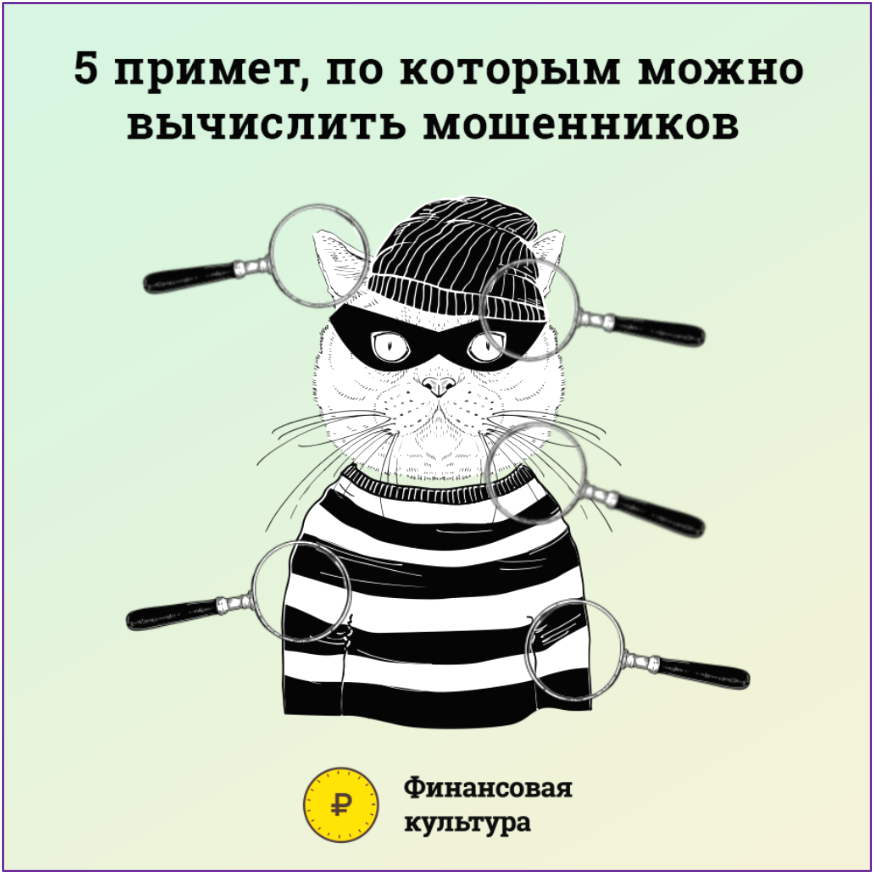 5 примет, по которым можно
вычислить мошенников
₽
Финансовая
культура